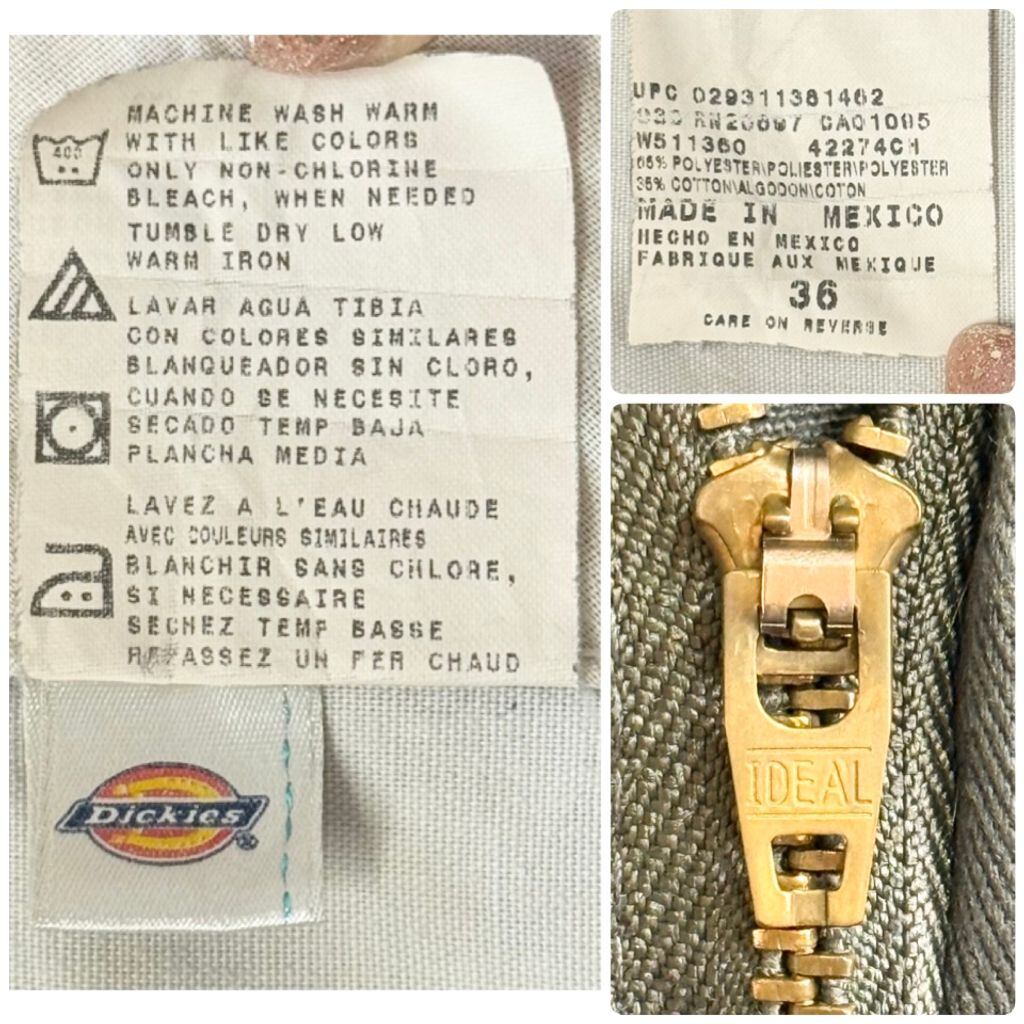 MACHINE WASH WARM
WITH LIKE COLORS
ONLY NON-CHLORINE
BLEACH, WHEN NEEDED
TUMBLE DRY LOW
WARM IRON
LAVAR AGUA TIBIA
CON COLORES SIMILARES
BLANQUEADOR SIN CLORO,
CUANDO SE NECESITE
SECADO TEMP BAJA
PLANCHA MEDIA
LAVEZ A L'EAU CHAUDE
AVEC COULEURS SIMILAIRES
BLANCHIR SANS CHLORE,
SI NECESSAIRE
SECHEZ TEMP BASSE
REPASSEZ UN FER CHAUD
Dickies
UPC 029311381462
CA01085
W511360 42274CH
65% POLYESTER\POLIESTER\POLYESTER
35% COTTON\ALGODON\COTON
MADE IN MEXICO
HECHO EN MEXICO
FABRIQUE AUX MEXIQUE
36
CARE ON REVERSE
IDEAL